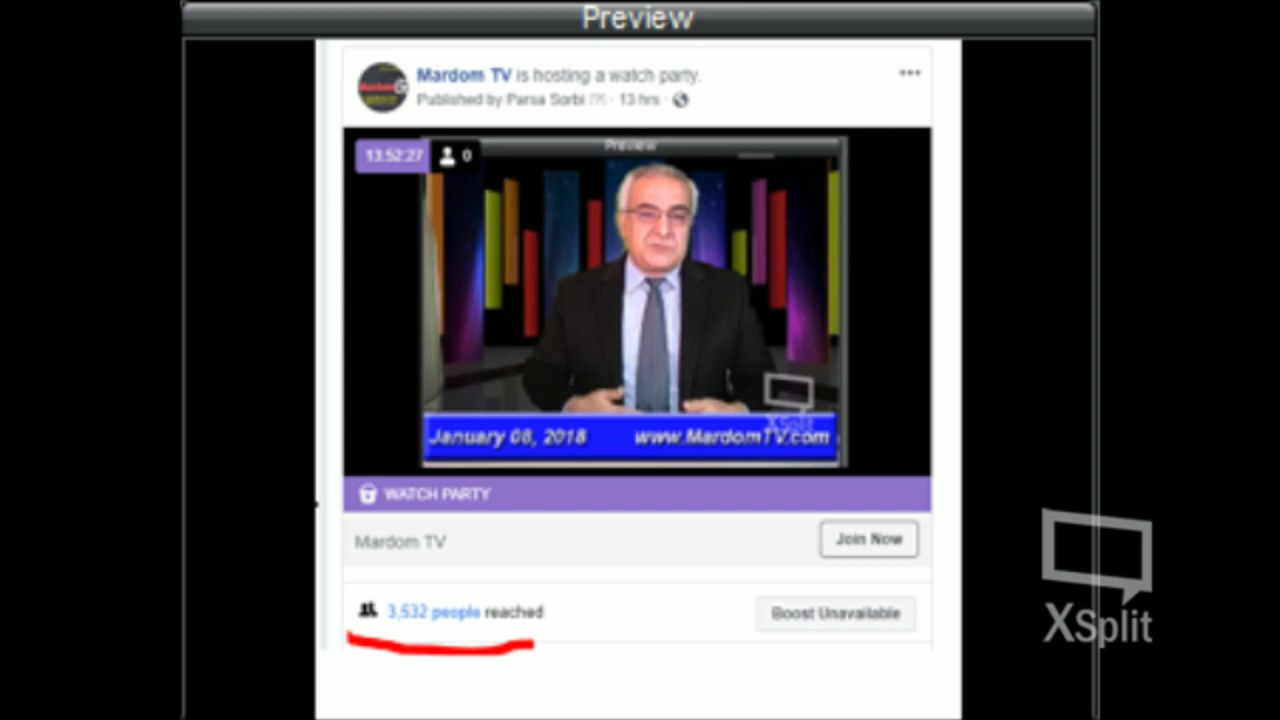 Preview
Mardom TV is hosting a watch party.
Published by Parsa Sorbi [?] · 13 hrs ·
13:52:27 0
Preview
XSplit
January 08, 2018 www.MardomTV.com
WATCH PARTY
Mardom TV
Join Now
3,532 people reached
Boost Unavailable
XSplit